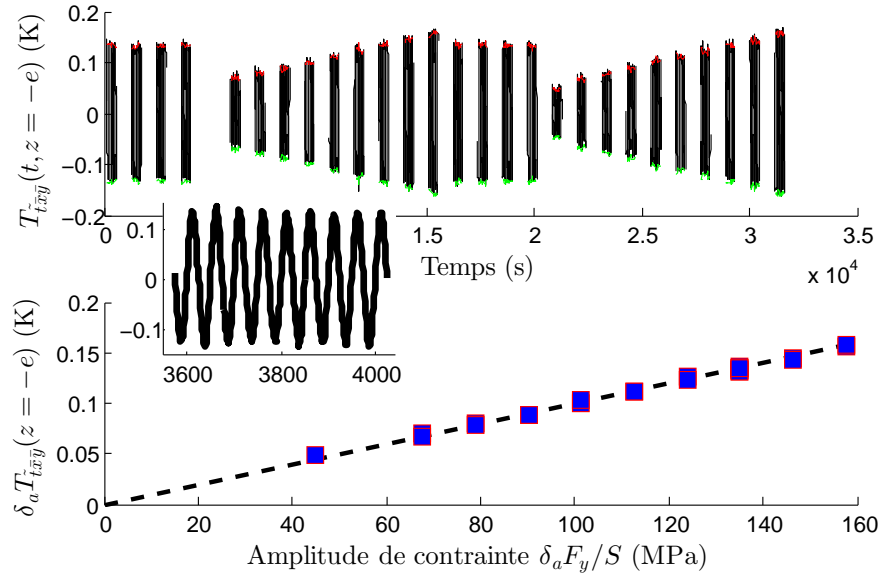 0.2
0.1
0
−0.1
−0.2
T_{\tilde{t}\bar{x}\bar{y}}(t, z = −e) (K)
0 1.5 2 2.5 3 3.5
Temps (s)
x 10^4
0.1
0
−0.1
3600 3800 4000
0.2
0.15
0.1
0.05
0
δ_a T_{\tilde{t}\bar{x}\bar{y}}(z = −e) (K)
0 20 40 60 80 100 120 140 160
Amplitude de contrainte δ_a F_y/S (MPa)